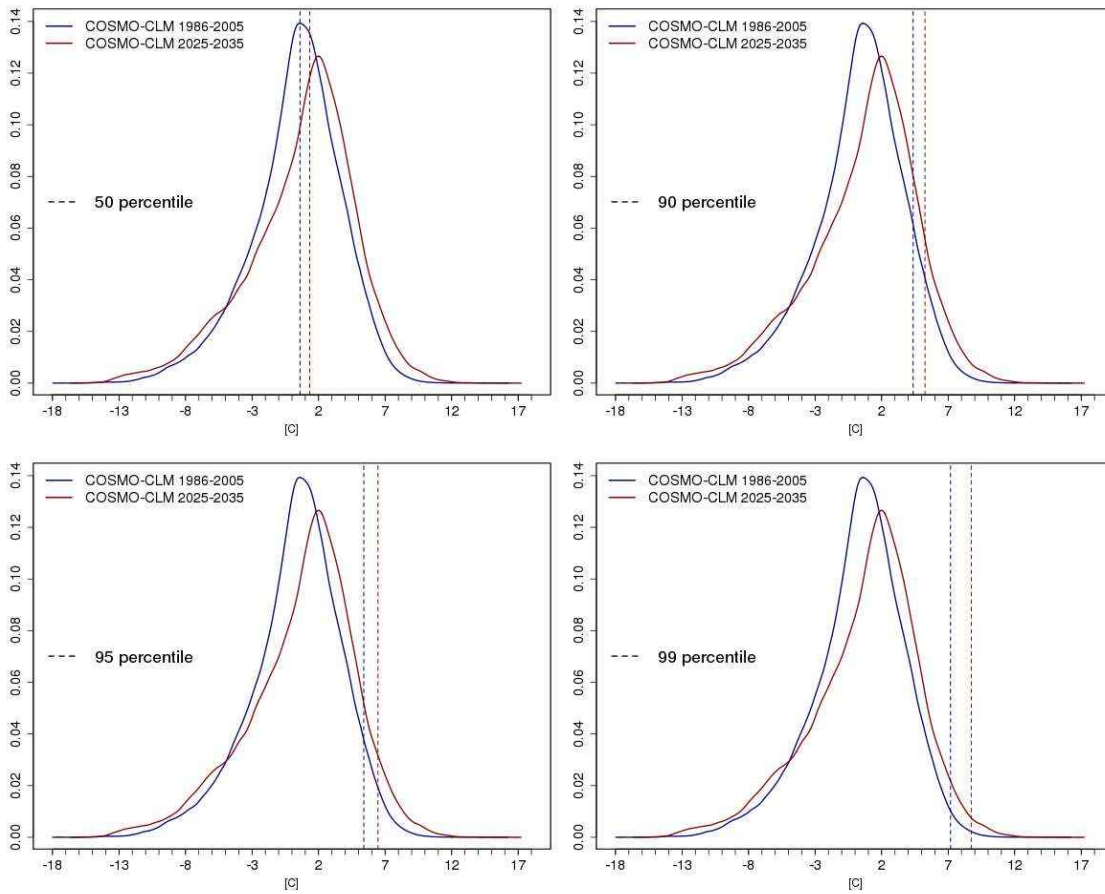 COSMO-CLM 1986-2005
COSMO-CLM 2025-2035
50 percentile
0.00 0.02 0.04 0.06 0.08 0.10 0.12 0.14
-18 -13 -8 -3 2 7 12 17
[C]
COSMO-CLM 1986-2005
COSMO-CLM 2025-2035
90 percentile
0.00 0.02 0.04 0.06 0.08 0.10 0.12 0.14
-18 -13 -8 -3 2 7 12 17
[C]
COSMO-CLM 1986-2005
COSMO-CLM 2025-2035
95 percentile
0.00 0.02 0.04 0.06 0.08 0.10 0.12 0.14
-18 -13 -8 -3 2 7 12 17
[C]
COSMO-CLM 1986-2005
COSMO-CLM 2025-2035
99 percentile
0.00 0.02 0.04 0.06 0.08 0.10 0.12 0.14
-18 -13 -8 -3 2 7 12 17
[C]